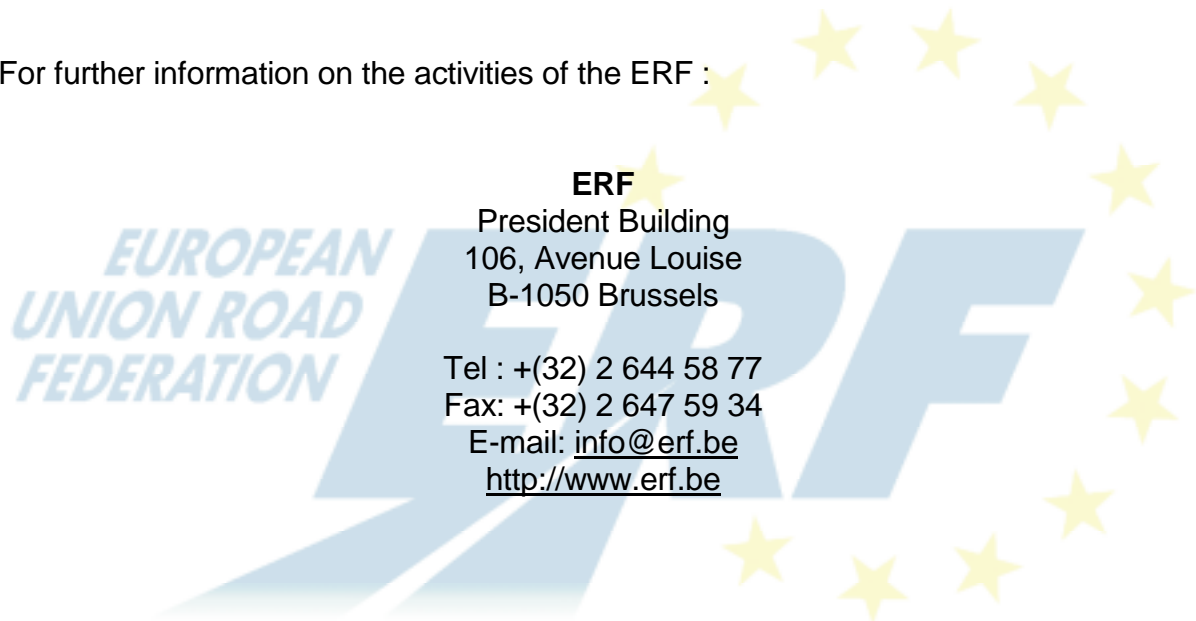 For further information on the activities of the ERF :
ERF
President Building
106, Avenue Louise
B-1050 Brussels
Tel : +(32) 2 644 58 77
Fax: +(32) 2 647 59 34
E-mail: info@erf.be
http://www.erf.be
EUROPEAN
UNION ROAD
FEDERATION
ERF